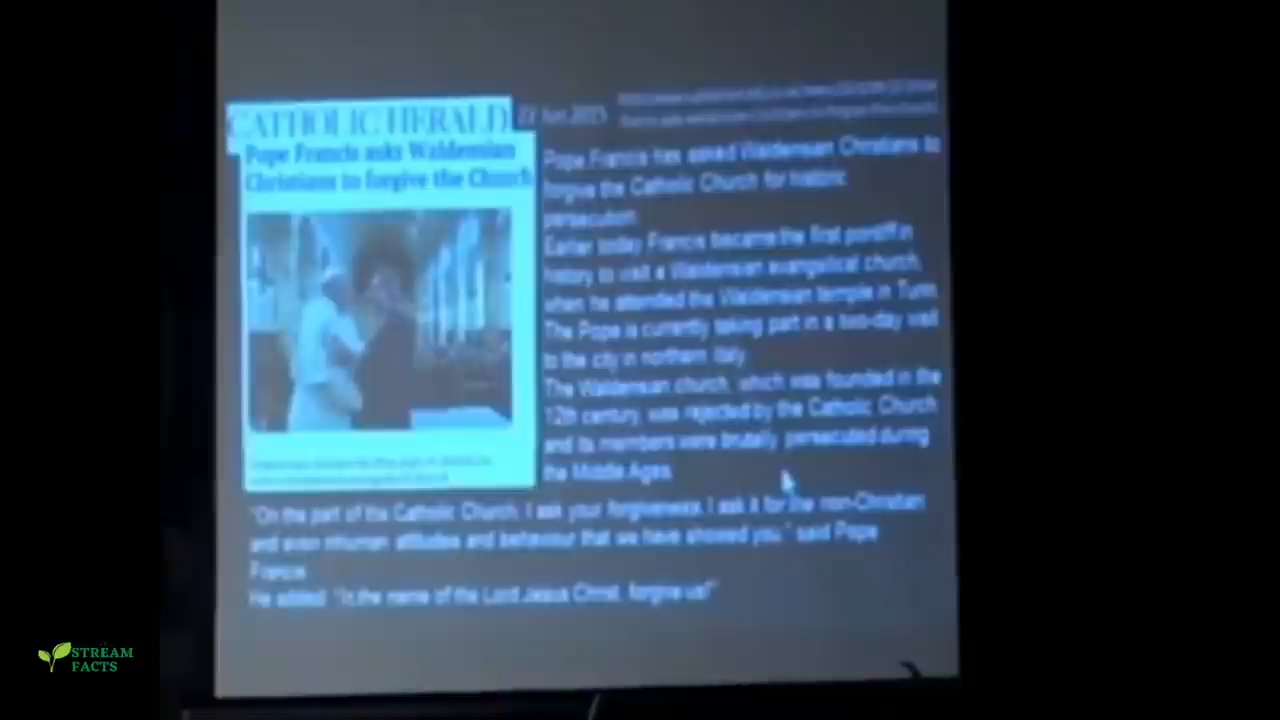 CATHOLIC HERALD
22 Jun 2015
Pope Francis asks Waldensian
Christians to forgive the Church
Pope Francis has asked Waldensian Christians to
forgive the Catholic Church for historic
persecution.
Earlier today Francis became the first pontiff in
history to visit a Waldensian evangelical church,
when he attended the Waldensian temple in Turin.
The Pope is currently taking part in a two-day visit
to the city in northern Italy.
The Waldensian church, which was founded in the
12th century, was rejected by the Catholic Church
and its members were brutally persecuted during
the Middle Ages.
"On the part of the Catholic Church, I ask your forgiveness, I ask it for the non-Christian
and even inhuman attitudes and behaviour that we have showed you," said Pope
Francis.
He added: "In the name of the Lord Jesus Christ, forgive us!"
STREAM
FACTS